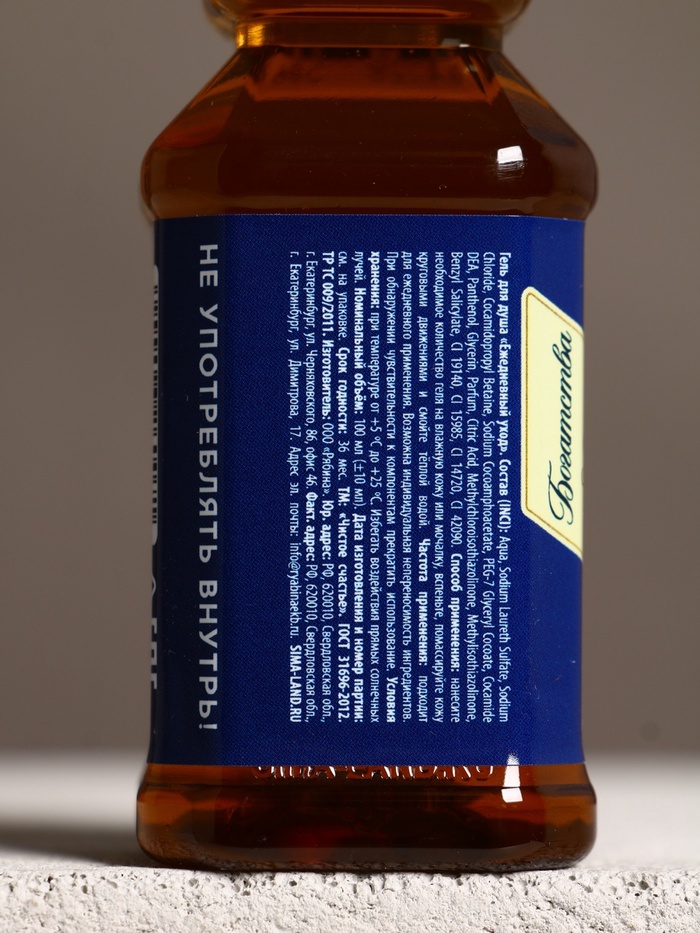 Богатства
Гель для душа «Ежедневный уход». Состав (INCI): Aqua, Sodium Laureth Sulfate, Sodium
Chloride, Cocamidopropyl Betaine, Sodium Cocoamphoacetate, PEG-7 Glyceryl Cocoate, Cocamide
DEA, Panthenol, Glycerin, Parfum, Citric Acid, Methylchloroisothiazolinone, Methylisothiazolinone,
Benzyl Salicylate, CI 19140, CI 15985, CI 14720, CI 42090. Способ применения: нанесите
необходимое количество геля на влажную кожу или мочалку, вспеньте, помассируйте кожу
круговыми движениями и смойте тёплой водой. Частота применения: подходит
для ежедневного применения. Возможна индивидуальная непереносимость ингредиентов.
При обнаружении чувствительности к компонентам прекратить использование. Условия
хранения: при температуре от +5 °C до +25 °C. Избегать воздействия прямых солнечных
лучей. Номинальный объём: 100 мл (±10 мл). Дата изготовления и номер партии:
см. на упаковке. Срок годности: 36 мес. ТМ: «Чистое счастье». ГОСТ 31696-2012.
ТР ТС 009/2011. Изготовитель: ООО «Рябина». Юр. адрес: РФ, 620010, Свердловская обл.,
г. Екатеринбург, ул. Черняховского, 86, офис 46. Факт. адрес: РФ, 620010, Свердловская обл.,
г. Екатеринбург, ул. Димитрова, 17. Адрес эл. почты: info@ryabinaekb.ru. SIMA-LAND.RU
НЕ УПОТРЕБЛЯТЬ ВНУТРЬ!